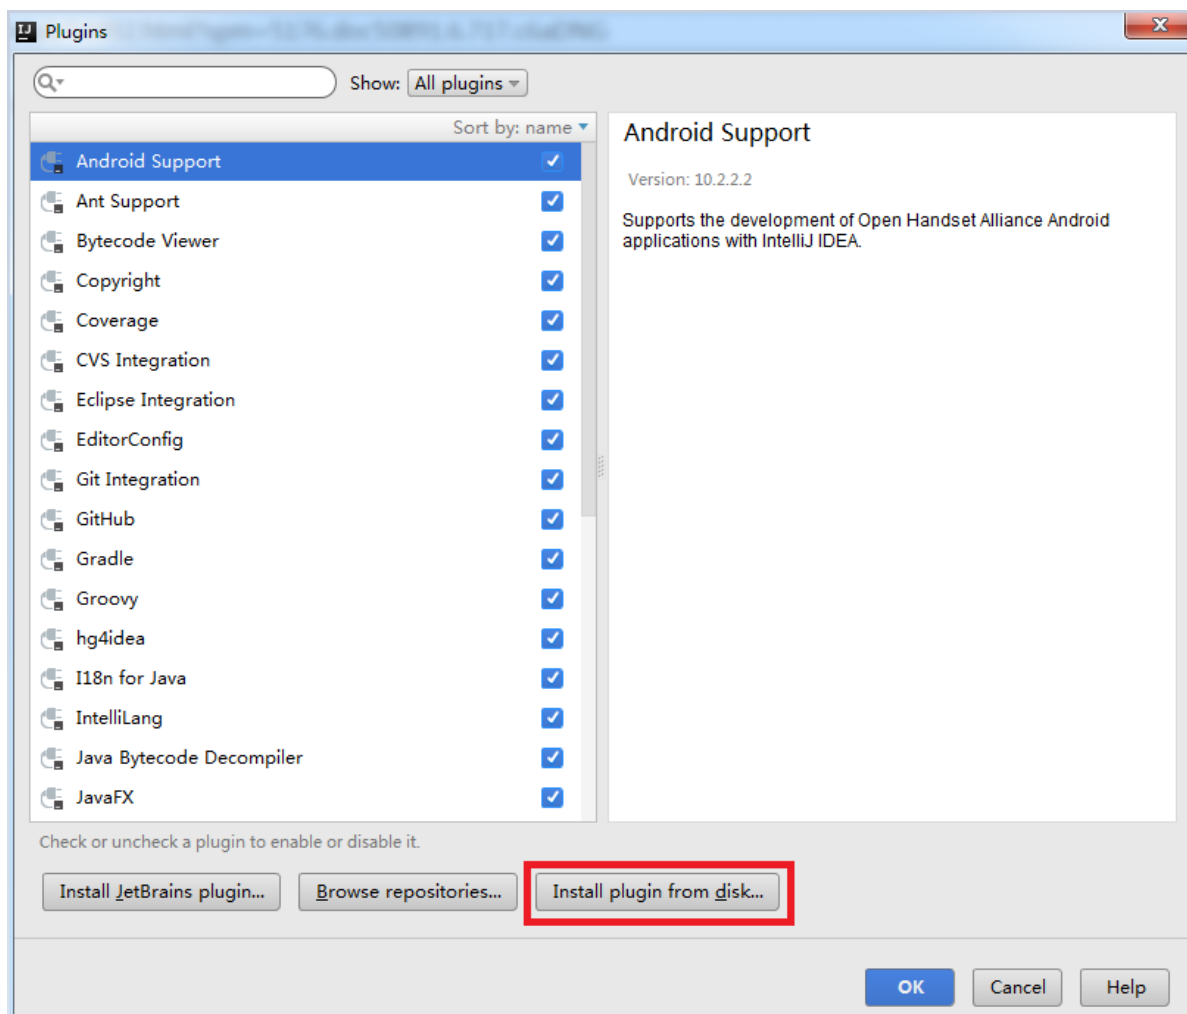 Plugins
Show: All plugins
Sort by: name
Android Support
Ant Support
Bytecode Viewer
Copyright
Coverage
CVS Integration
Eclipse Integration
EditorConfig
Git Integration
GitHub
Gradle
Groovy
hg4idea
I18n for Java
IntelliLang
Java Bytecode Decompiler
JavaFX
Android Support
Version: 10.2.2.2
Supports the development of Open Handset Alliance Android
applications with IntelliJ IDEA.
Check or uncheck a plugin to enable or disable it.
Install JetBrains plugin... Browse repositories... Install plugin from disk...
OK Cancel Help